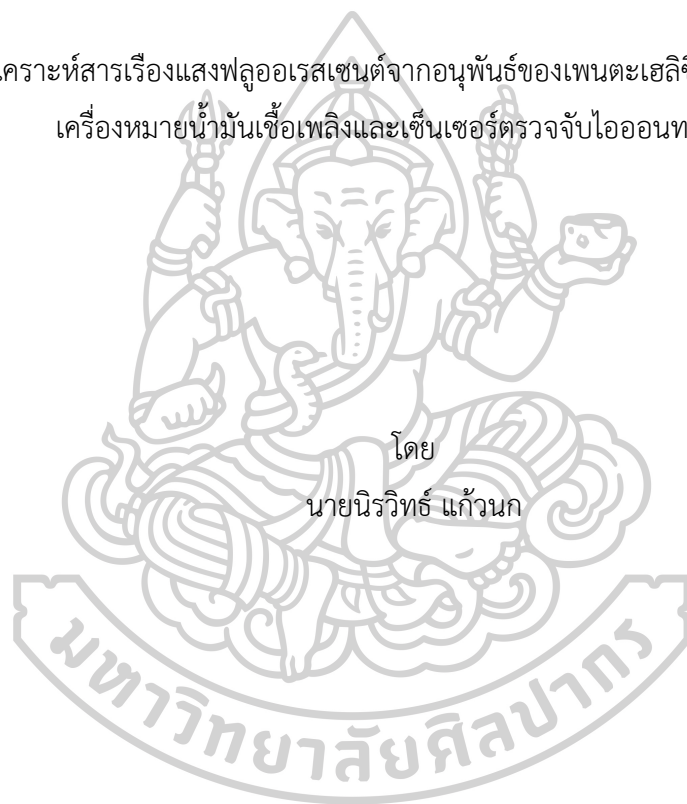 เคราะห์สารเรืองแสงฟลูออเรสเซนต์จากอนุพันธ์ของเพนตะเฮลิซ
เครื่องหมายน้ำมันเชื้อเพลิงและเซ็นเซอร์ตรวจจับไอออนท
โดย
นายนิรวิทธ์ แก้วนก
มหาวิทยาลัยศิลปากร